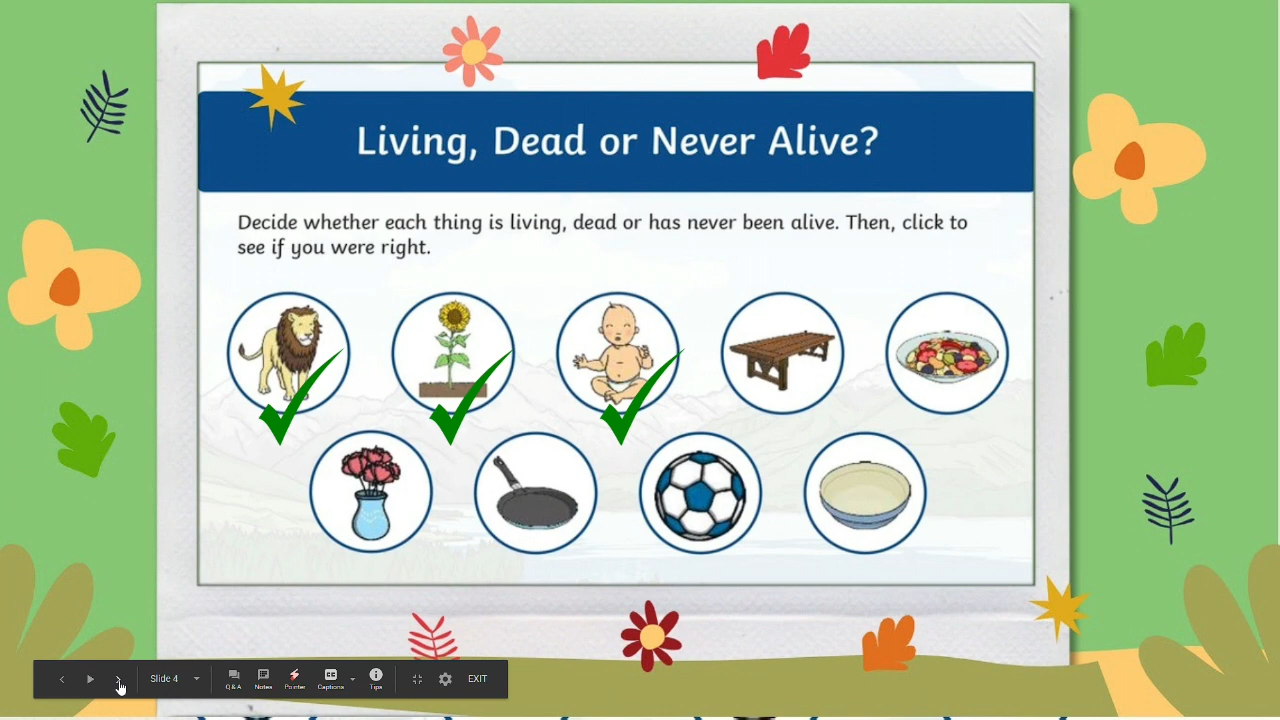 Living, Dead or Never Alive?
Decide whether each thing is living, dead or has never been alive. Then, click to
see if you were right.
Slide 4
Q&A Notes Pointer Captions Tips EXIT